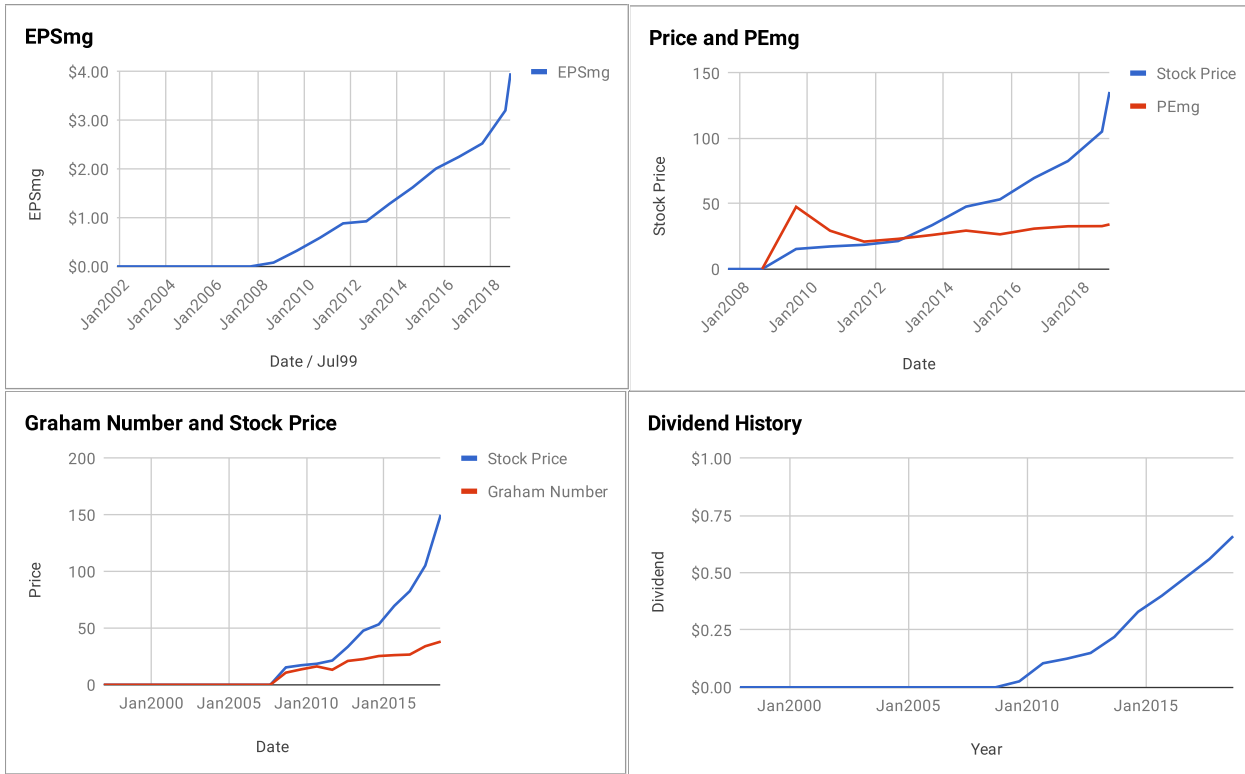 EPSmg
$4.00
$3.00
$2.00
$1.00
$0.00
EPSmg
EPSmg
Jan2002
Jan2004
Jan2006
Jan2008
Jan2010
Jan2012
Jan2014
Jan2016
Jan2018
Date / Jul99
Price and PEmg
150
100
50
0
Stock Price
Stock Price
PEmg
Jan2008
Jan2010
Jan2012
Jan2014
Jan2016
Jan2018
Date
Graham Number and Stock Price
200
150
100
50
0
Price
Stock Price
Graham Number
Jan2000
Jan2005
Jan2010
Jan2015
Date
Dividend History
$1.00
$0.75
$0.50
$0.25
$0.00
Dividend
Jan2000
Jan2005
Jan2010
Jan2015
Year